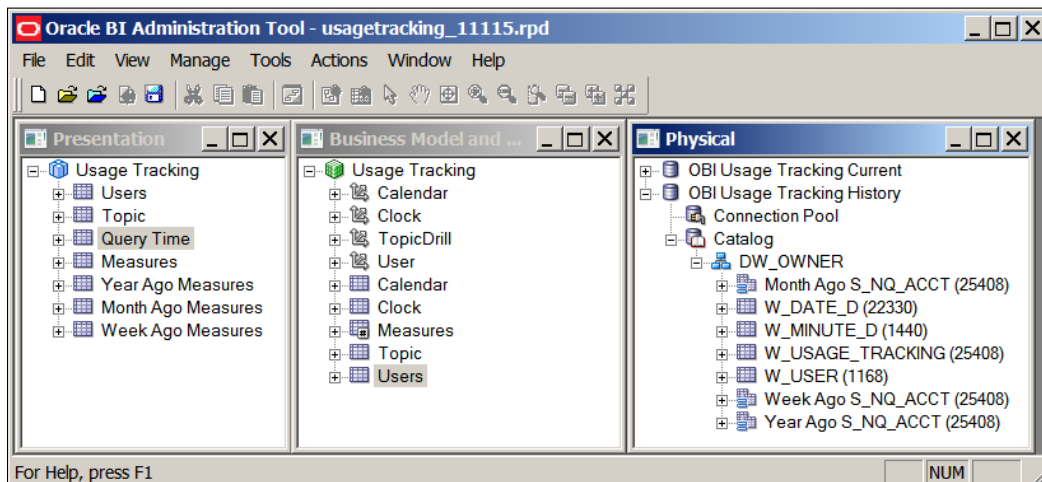 Oracle BI Administration Tool - usagetracking_11115.rpd
File Edit View Manage Tools Actions Window Help
Presentation
Usage Tracking
Users
Topic
Query Time
Measures
Year Ago Measures
Month Ago Measures
Week Ago Measures
Business Model and ...
Usage Tracking
Calendar
Clock
TopicDrill
User
Calendar
Clock
Measures
Topic
Users
Physical
OBI Usage Tracking Current
OBI Usage Tracking History
Connection Pool
Catalog
DW_OWNER
Month Ago S_NQ_ACCT (25408)
W_DATE_D (22330)
W_MINUTE_D (1440)
W_USAGE_TRACKING (25408)
W_USER (1168)
Week Ago S_NQ_ACCT (25408)
Year Ago S_NQ_ACCT (25408)
For Help, press F1
NUM